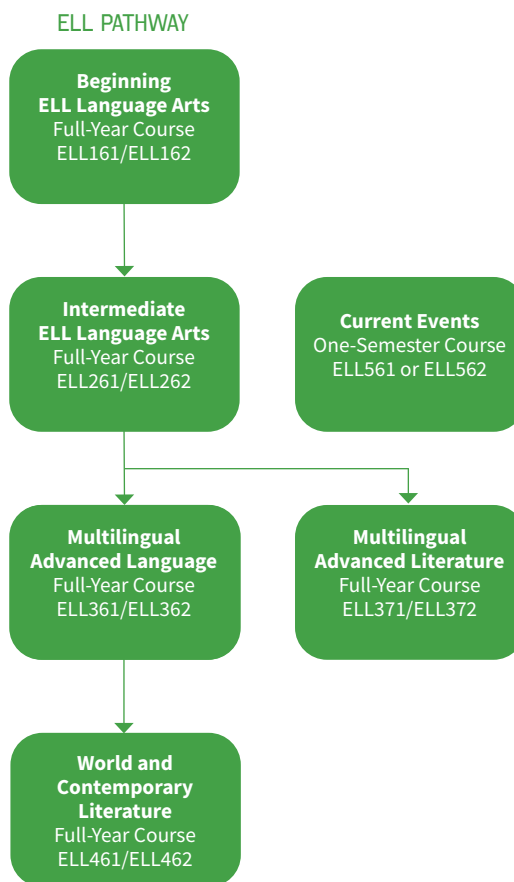 ELL PATHWAY
Beginning
ELL Language Arts
Full-Year Course
ELL161/ELL162
Intermediate
ELL Language Arts
Full-Year Course
ELL261/ELL262
Current Events
One-Semester Course
ELL561 or ELL562
Multilingual
Advanced Language
Full-Year Course
ELL361/ELL362
Multilingual
Advanced Literature
Full-Year Course
ELL371/ELL372
World and
Contemporary
Literature
Full-Year Course
ELL461/ELL462